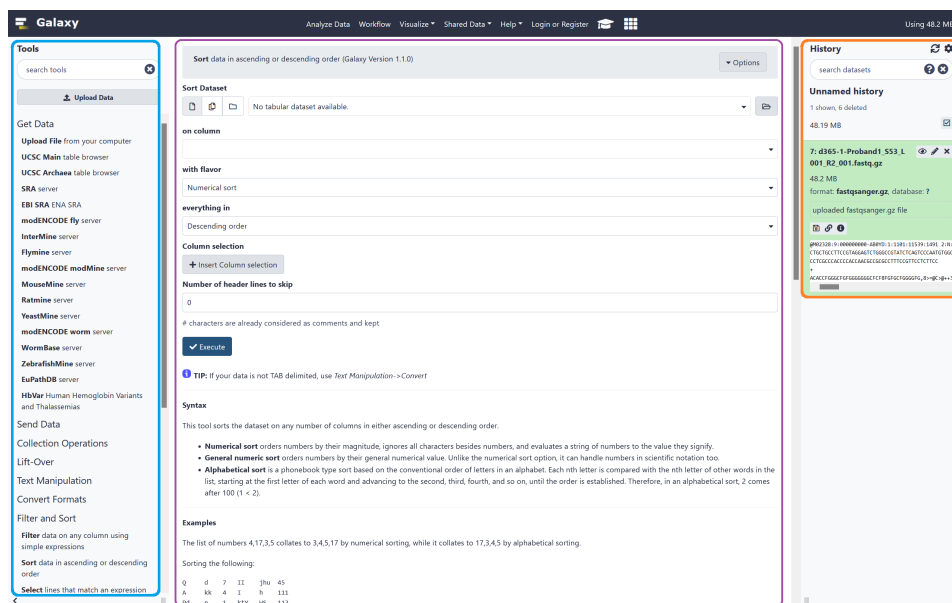 Galaxy
Analyze Data Workflow Visualize Shared Data Help Login or Register
Using 48.2 MB
Tools
search tools
Upload Data
Get Data
Upload File from your computer
UCSC Main table browser
UCSC Archaea table browser
SRA server
EBI SRA ENA SRA
modENCODE fly server
InterMine server
Flymine server
modENCODE modMine server
MouseMine server
Ratmine server
YeastMine server
modENCODE worm server
WormBase server
ZebrafishMine server
EuPathDB server
HbVar Human Hemoglobin Variants
and Thalassemias
Send Data
Collection Operations
Lift-Over
Text Manipulation
Convert Formats
Filter and Sort
Filter data on any column using
simple expressions
Sort data in ascending or descending
order
Select lines that match an expression
Sort data in ascending or descending order (Galaxy Version 1.1.0)
Options
Sort Dataset
No tabular dataset available.
on column
with flavor
Numerical sort
everything in
Descending order
Column selection
+ Insert Column selection
Number of header lines to skip
0
# characters are already considered as comments and kept
Execute
TIP: If your data is not TAB delimited, use Text Manipulation->Convert
Syntax
This tool sorts the dataset on any number of columns in either ascending or descending order.
• Numerical sort orders numbers by their magnitude, ignores all characters besides numbers, and evaluates a string of numbers to the value they signify.
• General numeric sort orders numbers by their general numerical value. Unlike the numerical sort option, it can handle numbers in scientific notation too.
• Alphabetical sort is a phonebook type sort based on the conventional order of letters in an alphabet. Each nth letter is compared with the nth letter of other words in the
list, starting at the first letter of each word and advancing to the second, third, fourth, and so on, until the order is established. Therefore, in an alphabetical sort, 2 comes
after 100 (1 < 2).
Examples
The list of numbers 4,17,3,5 collates to 3,4,5,17 by numerical sorting, while it collates to 17,3,4,5 by alphabetical sorting.
Sorting the following:
Q d 7 II jhu 45
A kk 4 I h 111
History
search datasets
Unnamed history
1 shown, 6 deleted
48.19 MB
7: d365-1-Proband1_S53_L
001_R2_001.fastq.gz
48.2 MB
format: fastqsanger.gz, database: ?
uploaded fastqsanger.gz file
+